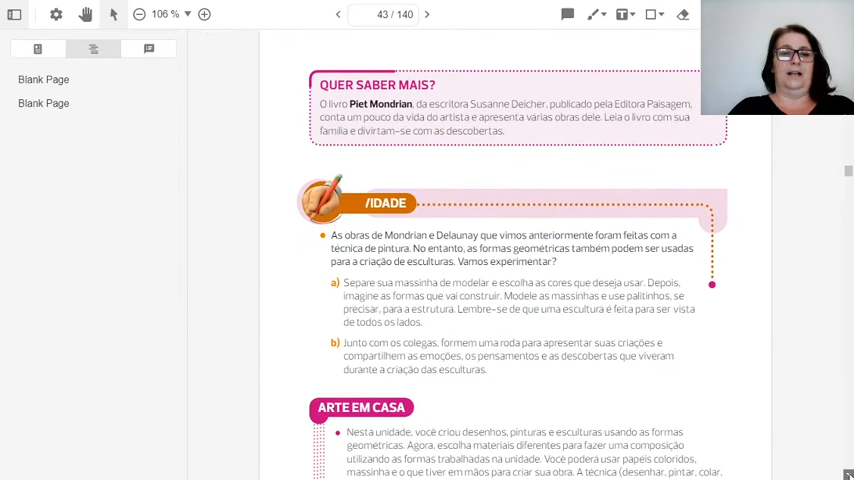 106 %
43 / 140
Blank Page
Blank Page
QUER SABER MAIS?
O livro Piet Mondrian, da escritora Susanne Deicher, publicado pela Editora Paisagem,
conta um pouco da vida do artista e apresenta várias obras dele. Leia o livro com sua
família e divirtam-se com as descobertas.
/IDADE
As obras de Mondrian e Delaunay que vimos anteriormente foram feitas com a
técnica de pintura. No entanto, as formas geométricas também podem ser usadas
para a criação de esculturas. Vamos experimentar?
a) Separe sua massinha de modelar e escolha as cores que deseja usar. Depois,
imagine as formas que vai construir. Modele as massinhas e use palitinhos, se
precisar, para a estrutura. Lembre-se de que uma escultura é feita para ser vista
de todos os lados.
b) Junto com os colegas, formem uma roda para apresentar suas criações e
compartilhem as emoções, os pensamentos e as descobertas que viveram
durante a criação das esculturas.
ARTE EM CASA
Nesta unidade, você criou desenhos, pinturas e esculturas usando as formas
geométricas. Agora, escolha materiais diferentes para fazer uma composição
utilizando as formas trabalhadas na unidade. Você poderá usar papéis coloridos,
massinha e o que tiver em mãos para criar sua obra. A técnica (desenhar, pintar, colar,